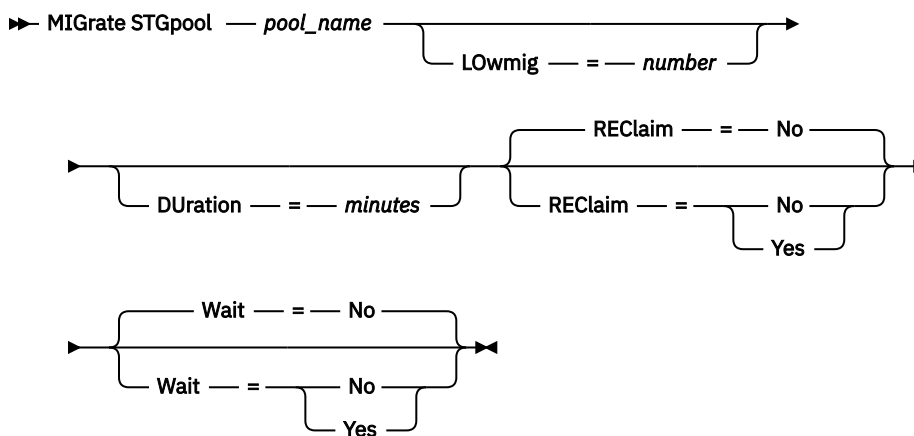 MIGrate STGpool pool_name
LOwmig = number
REClaim = No
DUration = minutes
REClaim = No
Yes
Wait = No
Wait = No
Yes